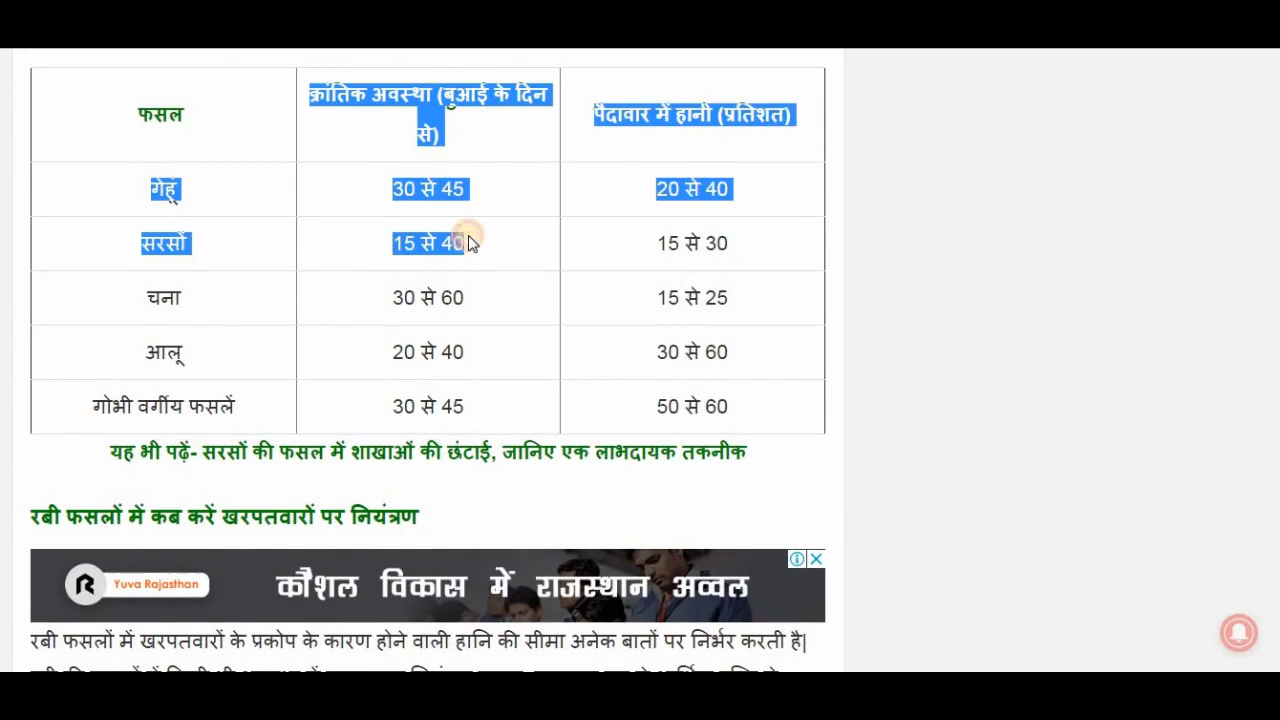 फसल क्रांतिक अवस्था (बुआई के दिन से) पैदावार में हानी (प्रतिशत)
गेहूं 30 से 45 20 से 40
सरसों 15 से 40 15 से 30
चना 30 से 60 15 से 25
आलू 20 से 40 30 से 60
गोभी वर्गीय फसलें 30 से 45 50 से 60
यह भी पढ़ें- सरसों की फसल में शाखाओं की छंटाई, जानिए एक लाभदायक तकनीक
रबी फसलों में कब करें खरपतवारों पर नियंत्रण
Yuva Rajasthan कौशल विकास में राजस्थान अव्वल
रबी फसलों में खरपतवारों के प्रकोप के कारण होने वाली हानि की सीमा अनेक बातों पर निर्भर करती है|